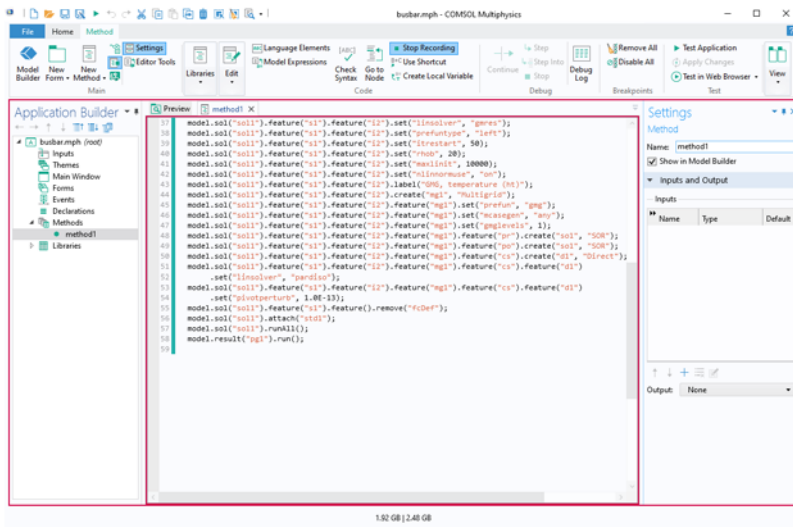 busbar.mph - COMSOL Multiphysics
File Home Method
Model Builder
New Form
New Method
Settings
Editor Tools
Main
Libraries
Edit
Language Elements
Model Expressions
Check Syntax
Go to Node
Stop Recording
Use Shortcut
Create Local Variable
Code
Continue
Step
Step Into
Stop
Debug Log
Debug
Remove All
Disable All
Breakpoints
Test Application
Apply Changes
Test in Web Browser
Test
View
Application Builder
busbar.mph (root)
Inputs
Themes
Main Window
Forms
Events
Declarations
Methods
method1
Libraries
Preview method1
37 model.sol("sol1").feature("s1").feature("i2").set("linsolver", "gmres");
38 model.sol("sol1").feature("s1").feature("i2").set("prefuntype", "left");
39 model.sol("sol1").feature("s1").feature("i2").set("itrestart", 50);
40 model.sol("sol1").feature("s1").feature("i2").set("rhob", 20);
41 model.sol("sol1").feature("s1").feature("i2").set("maxlinit", 10000);
42 model.sol("sol1").feature("s1").feature("i2").set("nlinnormuse", "on");
43 model.sol("sol1").feature("s1").feature("i2").label("GMG, temperature (ht)");
44 model.sol("sol1").feature("s1").feature("i2").create("mg1", "Multigrid");
45 model.sol("sol1").feature("s1").feature("i2").feature("mg1").set("prefun", "gmg");
46 model.sol("sol1").feature("s1").feature("i2").feature("mg1").set("mcasegen", "any");
47 model.sol("sol1").feature("s1").feature("i2").feature("mg1").set("gmglevels", 1);
48 model.sol("sol1").feature("s1").feature("i2").feature("mg1").feature("pr").create("so1", "SOR");
49 model.sol("sol1").feature("s1").feature("i2").feature("mg1").feature("po").create("so1", "SOR");
50 model.sol("sol1").feature("s1").feature("i2").feature("mg1").feature("cs").create("d1", "Direct");
51 model.sol("sol1").feature("s1").feature("i2").feature("mg1").feature("cs").feature("d1")
52 .set("linsolver", "pardiso");
53 model.sol("sol1").feature("s1").feature("i2").feature("mg1").feature("cs").feature("d1")
54 .set("pivotperturb", 1.0E-13);
55 model.sol("sol1").feature("s1").feature().remove("fcDef");
56 model.sol("sol1").attach("std1");
57 model.sol("sol1").runAll();
58 model.result("pg1").run();
59
Settings
Method
Name: method1
Show in Model Builder
Inputs and Output
Inputs
Name Type Default
Output: None
1.92 GB | 2.48 GB